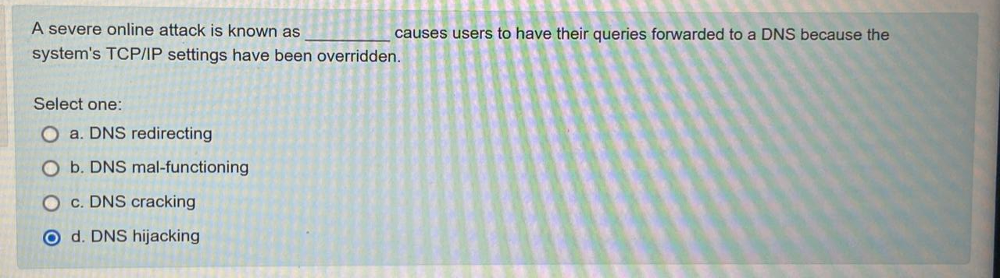 A severe online attack is known as __________ causes users to have their queries forwarded to a DNS because the
system's TCP/IP settings have been overridden.
Select one:
a. DNS redirecting
b. DNS mal-functioning
c. DNS cracking
d. DNS hijacking